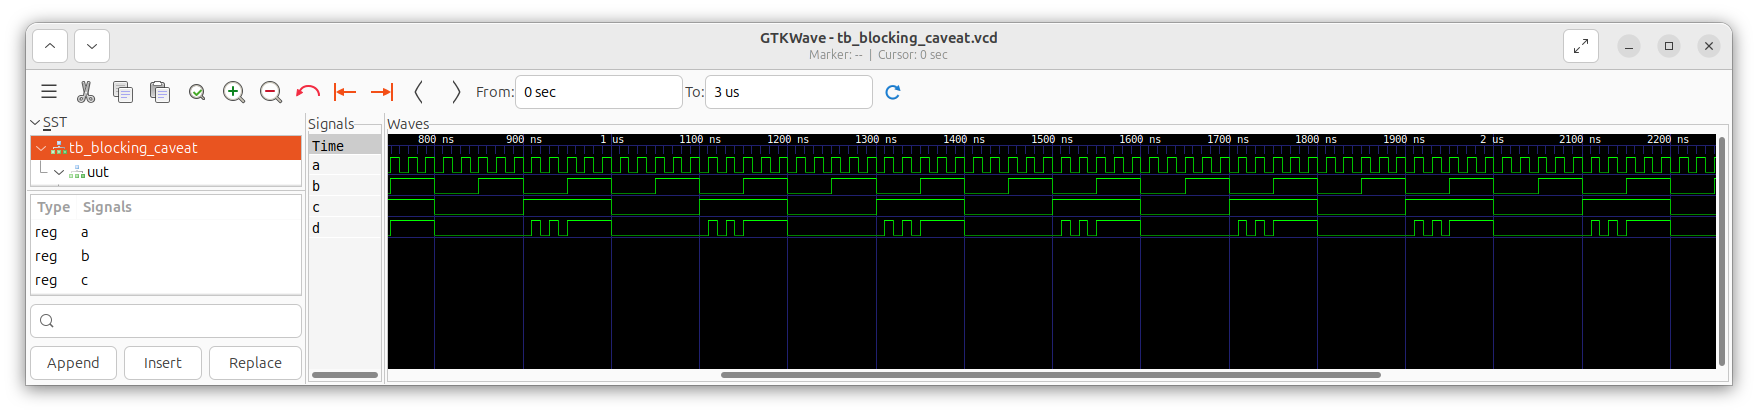 GTKWave - tb_blocking_caveat.vcd
Marker: -- | Cursor: 0 sec
From: 0 sec To: 3 us
SST
tb_blocking_caveat
uut
Type Signals
reg a
reg b
reg c
Append Insert Replace
Signals
Time
a
b
c
d
Waves
800 ns 900 ns 1 us 1100 ns 1200 ns 1300 ns 1400 ns 1500 ns 1600 ns 1700 ns 1800 ns 1900 ns 2 us 2100 ns 2200 ns